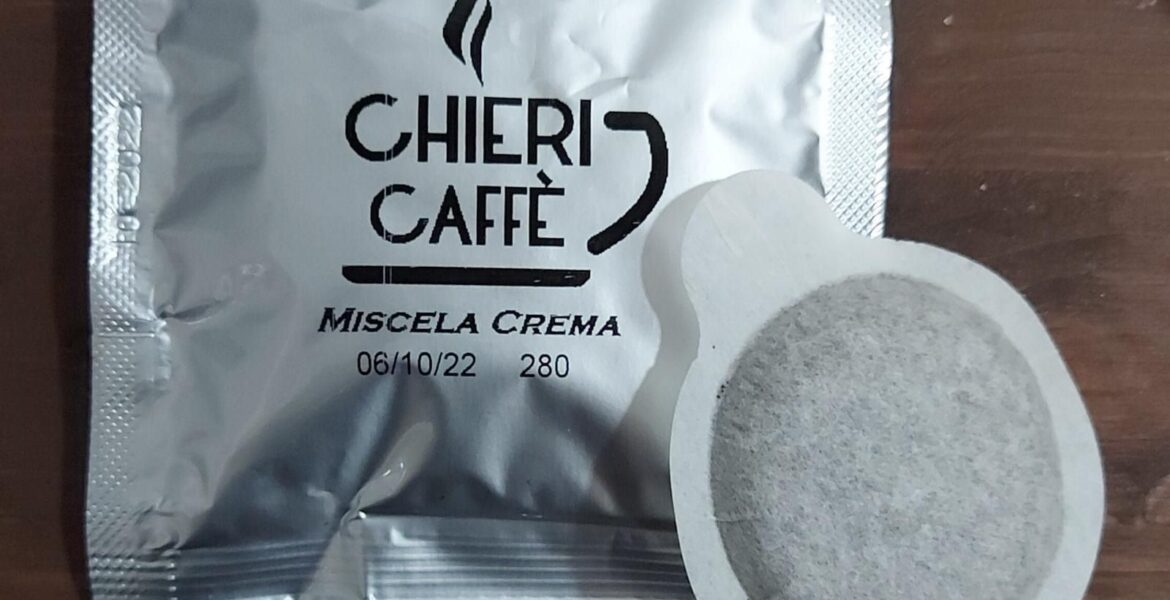 CHIERI
CAFFÈ
MISCELA CREMA
06/10/22 280